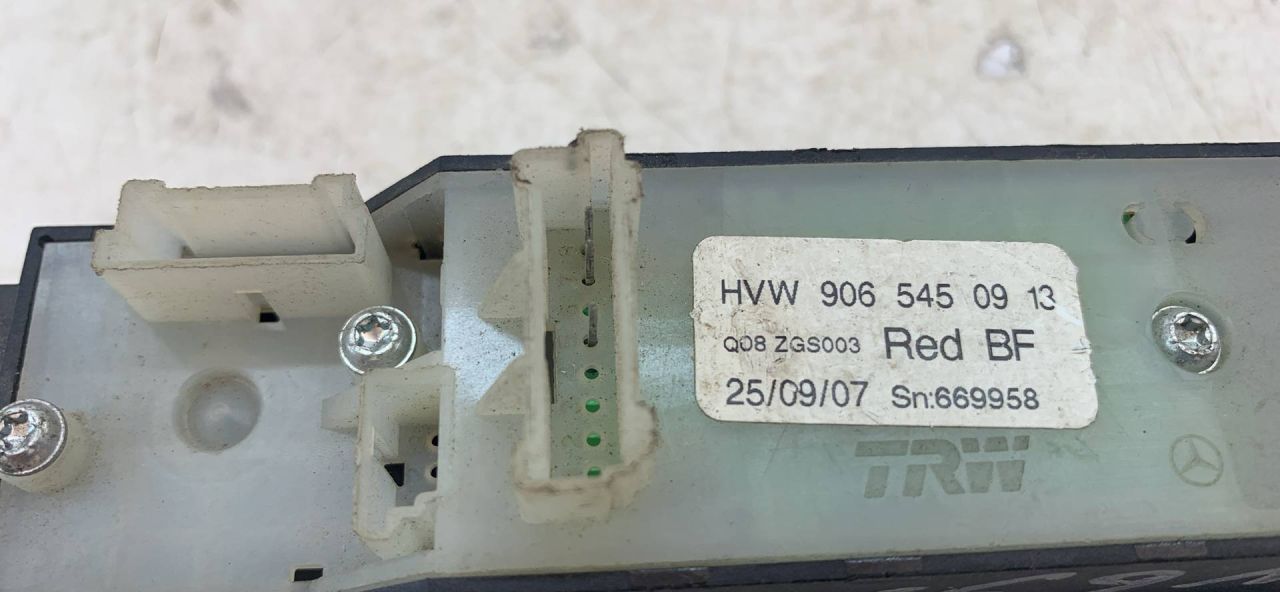 HVW 906 545 09 13
Q08 ZGS003 Red BF
25/09/07 Sn:669958
TRW